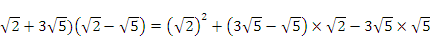 √2 + 3√5)(√2 − √5) = (√2)² + (3√5 − √5) × √2 − 3√5 × √5